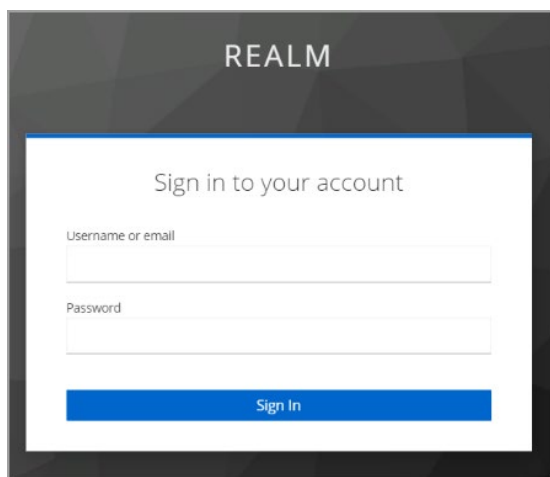 REALM
Sign in to your account
Username or email
Password
Sign In